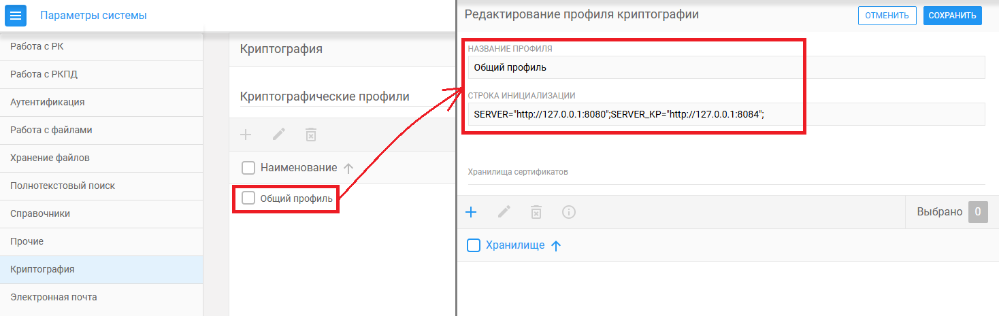 Параметры системы
Работа с РК
Работа с РКПД
Аутентификация
Работа с файлами
Хранение файлов
Полнотекстовый поиск
Справочники
Прочие
Криптография
Электронная почта
Криптография
Криптографические профили
Наименование
Общий профиль
Редактирование профиля криптографии
ОТМЕНИТЬ
СОХРАНИТЬ
НАЗВАНИЕ ПРОФИЛЯ
Общий профиль
СТРОКА ИНИЦИАЛИЗАЦИИ
SERVER="http://127.0.0.1:8080";SERVER_KP="http://127.0.0.1:8084";
Хранилища сертификатов
Выбрано 0
Хранилище